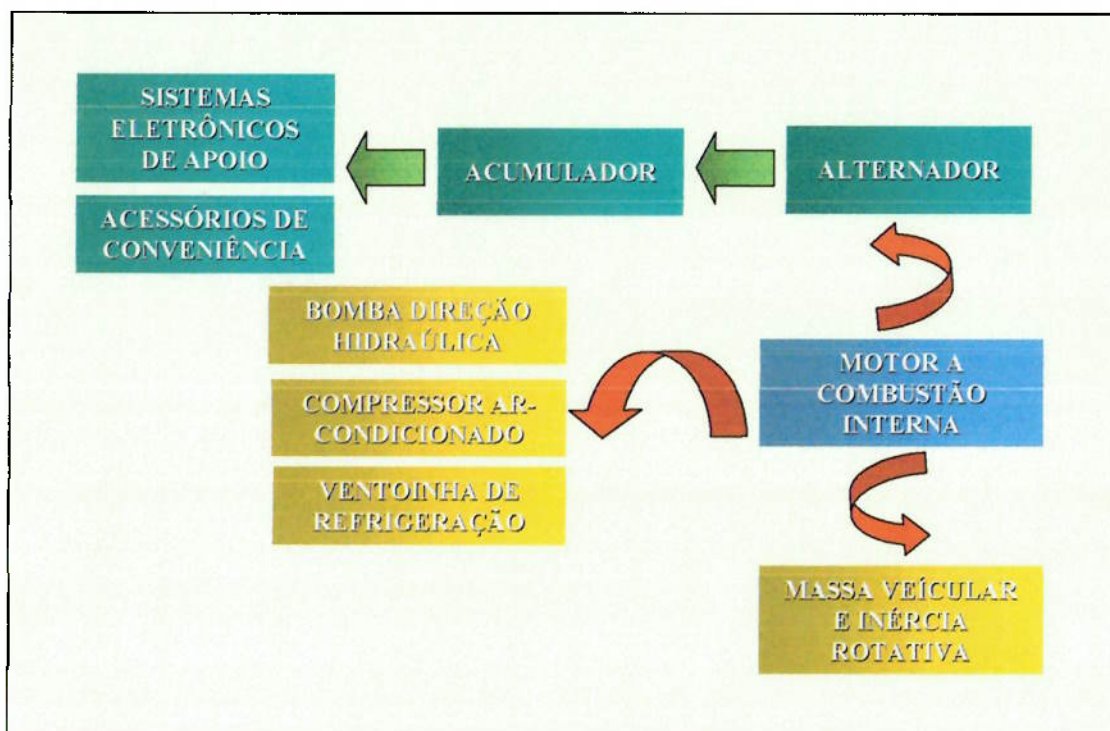 SISTEMAS
ELETRÔNICOS
DE APOIO
ACUMULADOR
ALTERNADOR
ACESSÓRIOS DE
CONVENIÊNCIA
BOMBA DIREÇÃO
HIDRAÚLICA
MOTOR A
COMBUSTÃO
INTERNA
COMPRESSOR AR-
CONDICIONADO
VENTOINHA DE
REFRIGERAÇÃO
MASSA VEÍCULAR
E INÉRCIA
ROTATIVA